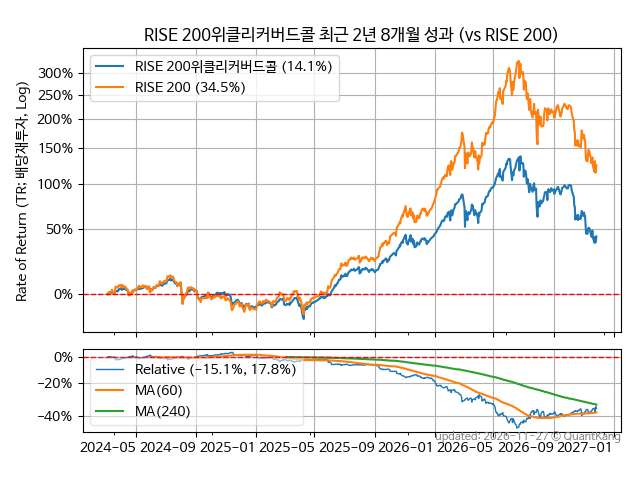 RISE 200위클리커버드콜 최근 2년 8개월 성과 (vs RISE 200)
Rate of Return (TR: 배당재투자, Log)
300%
250%
200%
150%
100%
50%
0%
RISE 200위클리커버드콜 (14.1%)
RISE 200 (34.5%)
0%
−20%
−40%
Relative (−15.1%, 17.8%)
MA(60)
MA(240)
updated: 2026-11-27 © QuantKang
2024−05 2024−09 2025−01 2025−05 2025−09 2026−01 2026−05 2026−09 2027−01